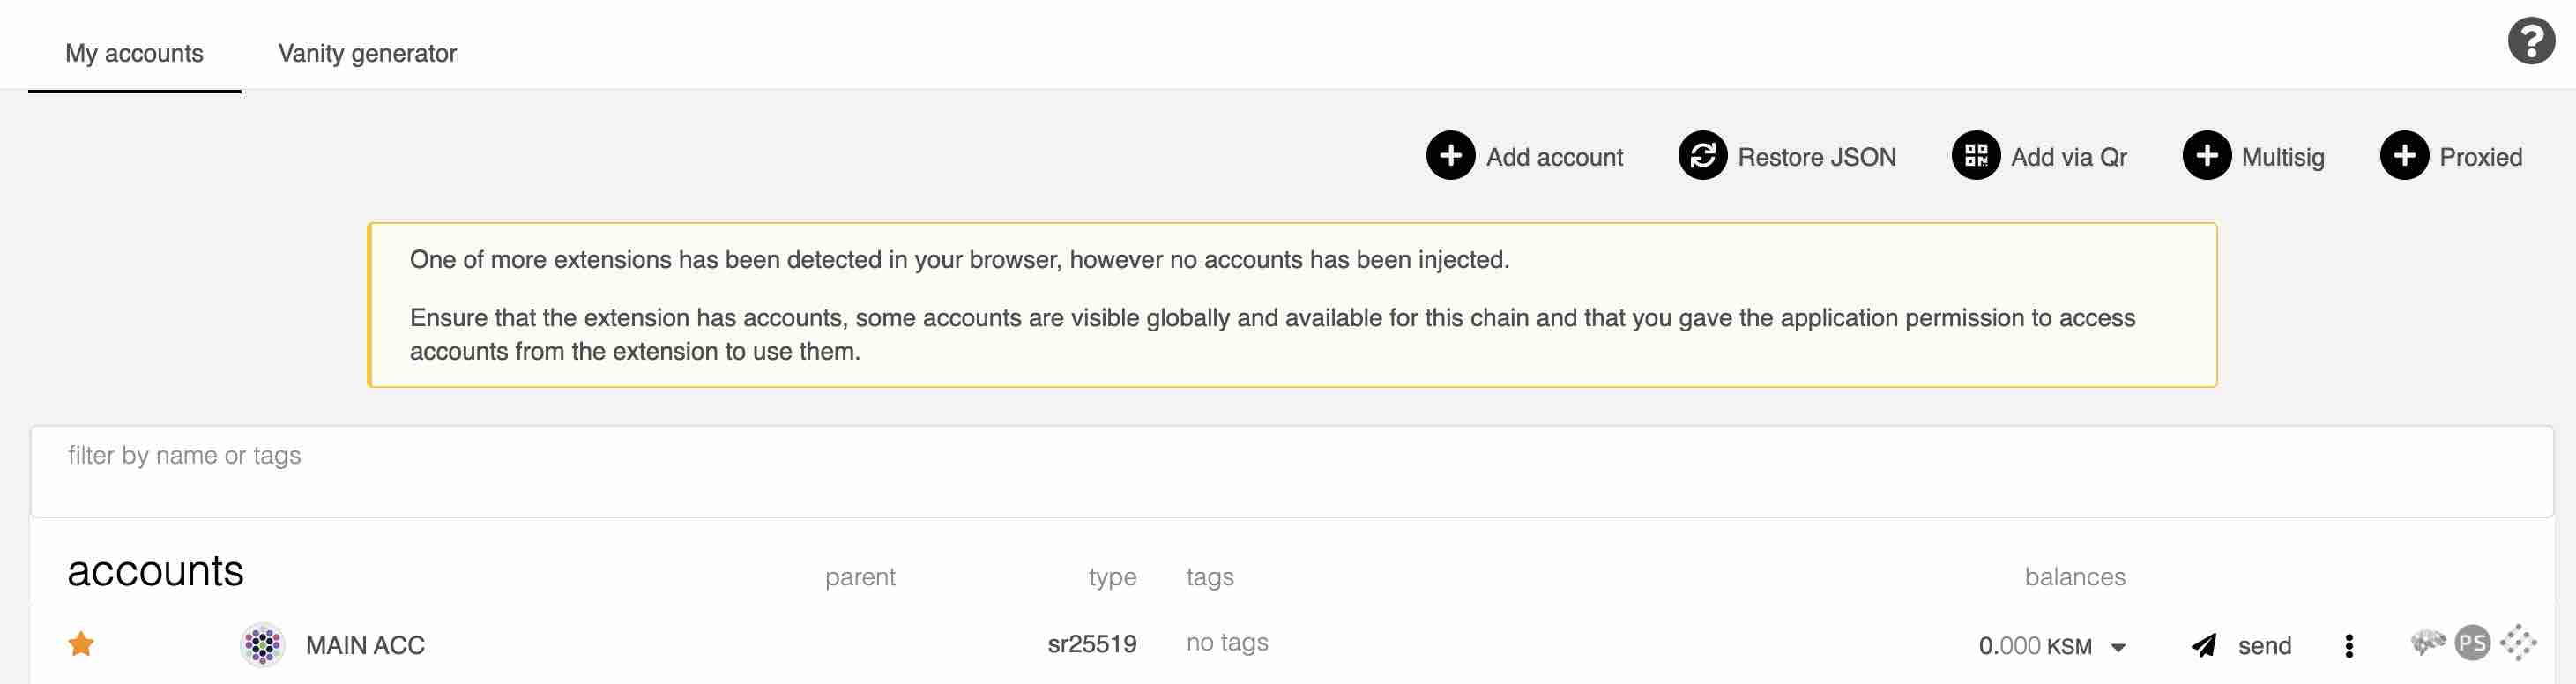 My accounts
Vanity generator
Add account
Restore JSON
Add via Qr
Multisig
Proxied
One of more extensions has been detected in your browser, however no accounts has been injected.
Ensure that the extension has accounts, some accounts are visible globally and available for this chain and that you gave the application permission to access
accounts from the extension to use them.
filter by name or tags
accounts parent type tags balances
MAIN ACC sr25519 no tags 0.000 KSM send PS